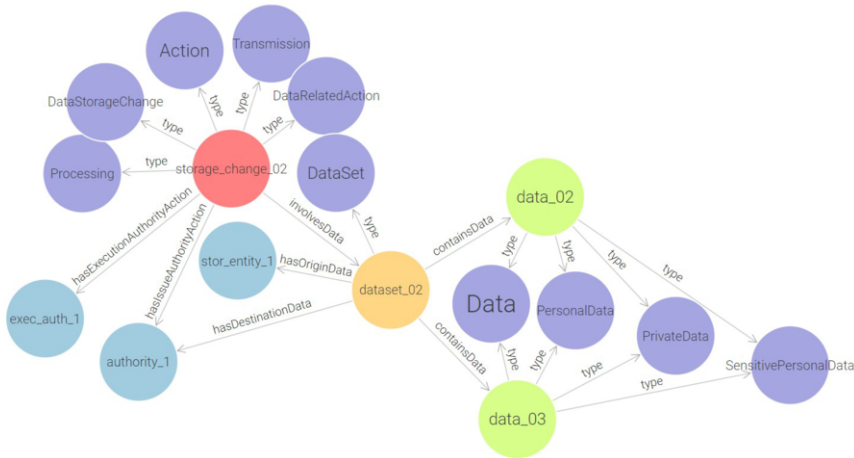 Action
Transmission
DataStorageChange
DataRelatedAction
type
type
type
type
type
Processing
storage_change_02
DataSet
data_02
hasExecutionAuthorityAction
hasIssueAuthorityAction
involvesData
type
containsData
stor_entity_1
hasOriginData
type
type
type
type
dataset_02
exec_auth_1
hasDestinationData
Data
PersonalData
PrivateData
authority_1
containsData
type
type
type
type
SensitivePersonalData
data_03